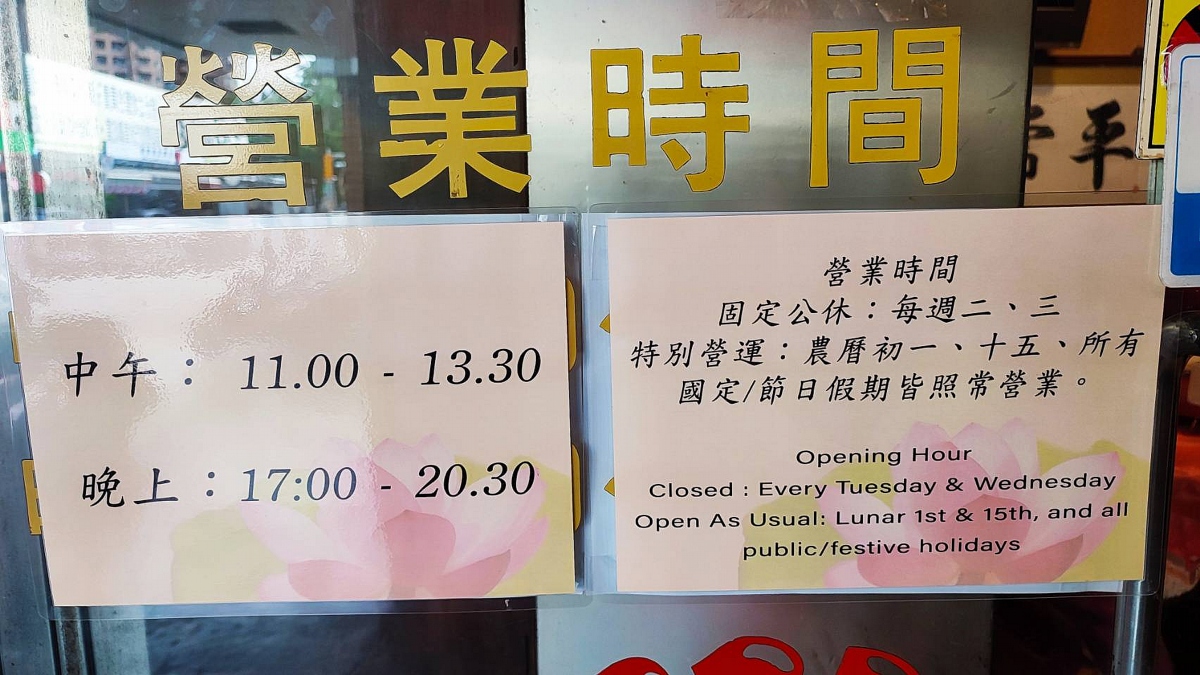 營業時間
中午： 11.00 - 13.30
晚上：17:00 - 20.30
營業時間
固定公休：每週二、三
特別營運：農曆初一、十五、所有
國定/節日假期皆照常營業。
Opening Hour
Closed : Every Tuesday & Wednesday
Open As Usual: Lunar 1st & 15th, and all
public/festive holidays
平